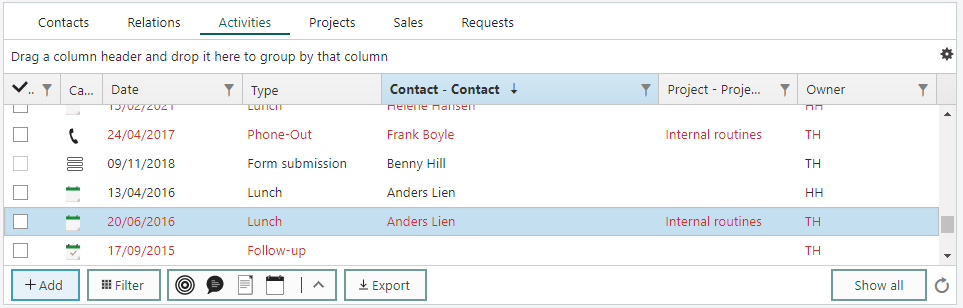 Contacts Relations Activities Projects Sales Requests
Drag a column header and drop it here to group by that column
.. Ca... Date Type Contact - Contact Project - Proje... Owner
13/02/2021 Lunch Helene Hansen HH
24/04/2017 Phone-Out Frank Boyle Internal routines TH
09/11/2018 Form submission Benny Hill TH
13/04/2016 Lunch Anders Lien HH
20/06/2016 Lunch Anders Lien Internal routines TH
17/09/2015 Follow-up TH
+ Add Filter Export Show all